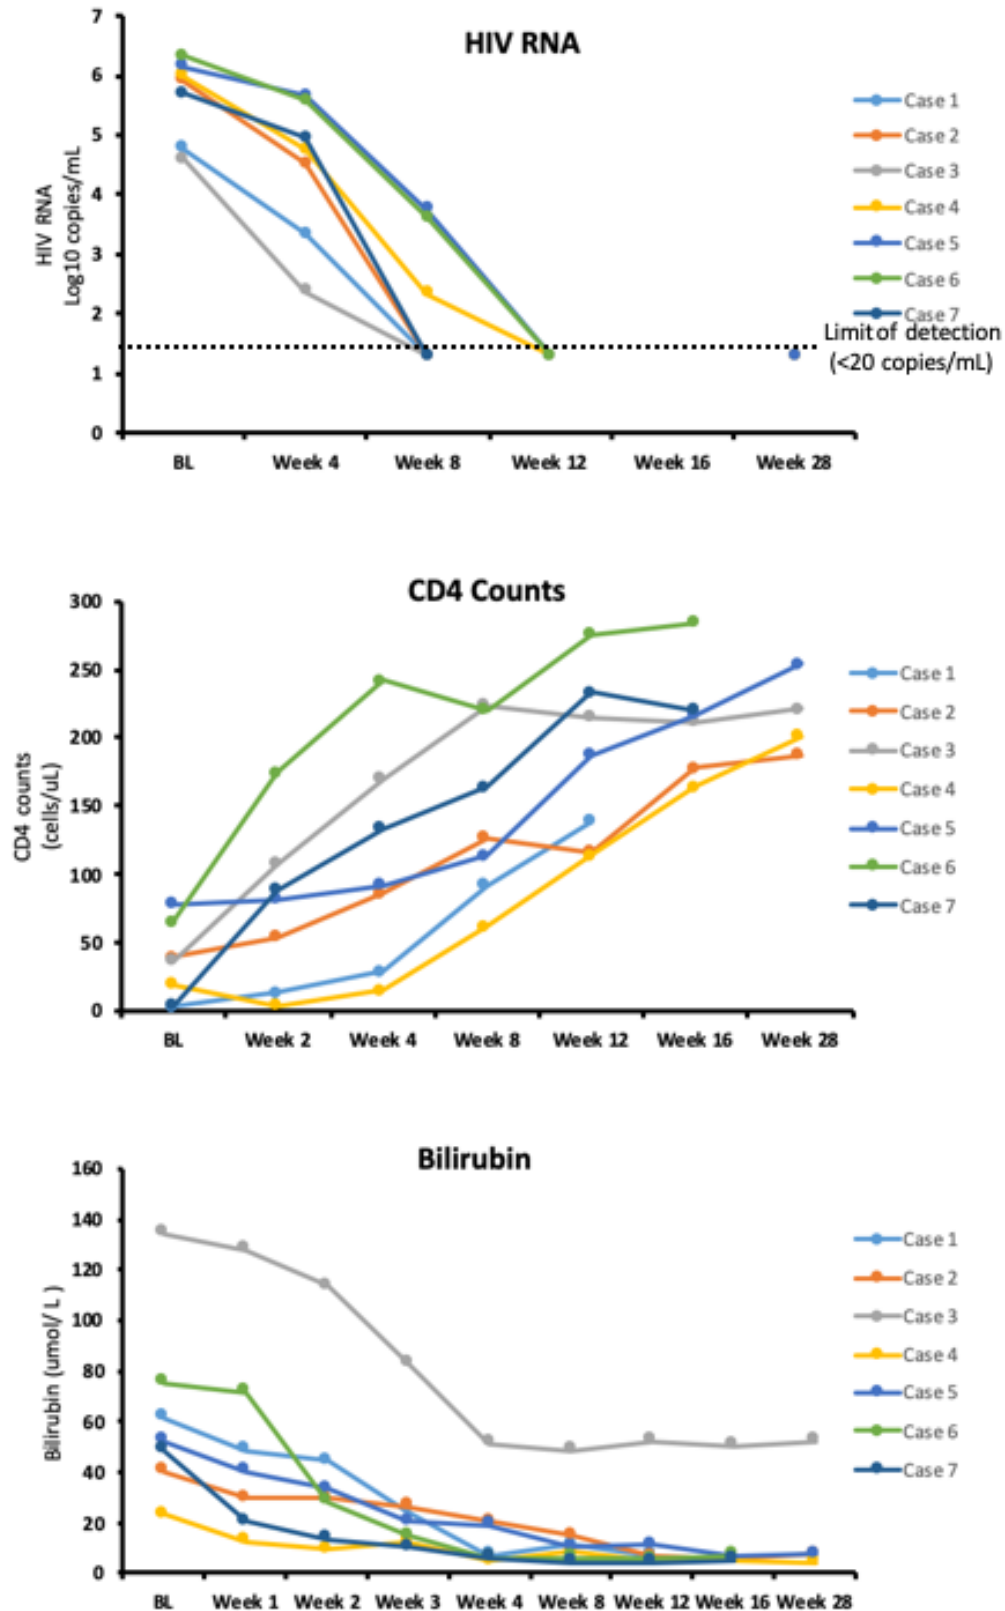 HIV RNA
7
6
5
4
3
2
1
0
HIV RNA
Log10 copies/mL
BL Week 4 Week 8 Week 12 Week 16 Week 28
Case 1
Case 2
Case 3
Case 4
Case 5
Case 6
Case 7
Limit of detection
(<20 copies/mL)
CD4 Counts
300
250
200
150
100
50
0
CD4 counts
(cells/uL)
BL Week 2 Week 4 Week 8 Week 12 Week 16 Week 28
Case 1
Case 2
Case 3
Case 4
Case 5
Case 6
Case 7
Bilirubin
160
140
120
100
80
60
40
20
0
Bilirubin (umol/ L )
BL Week 1 Week 2 Week 3 Week 4 Week 8 Week 12 Week 16 Week 28
Case 1
Case 2
Case 3
Case 4
Case 5
Case 6
Case 7